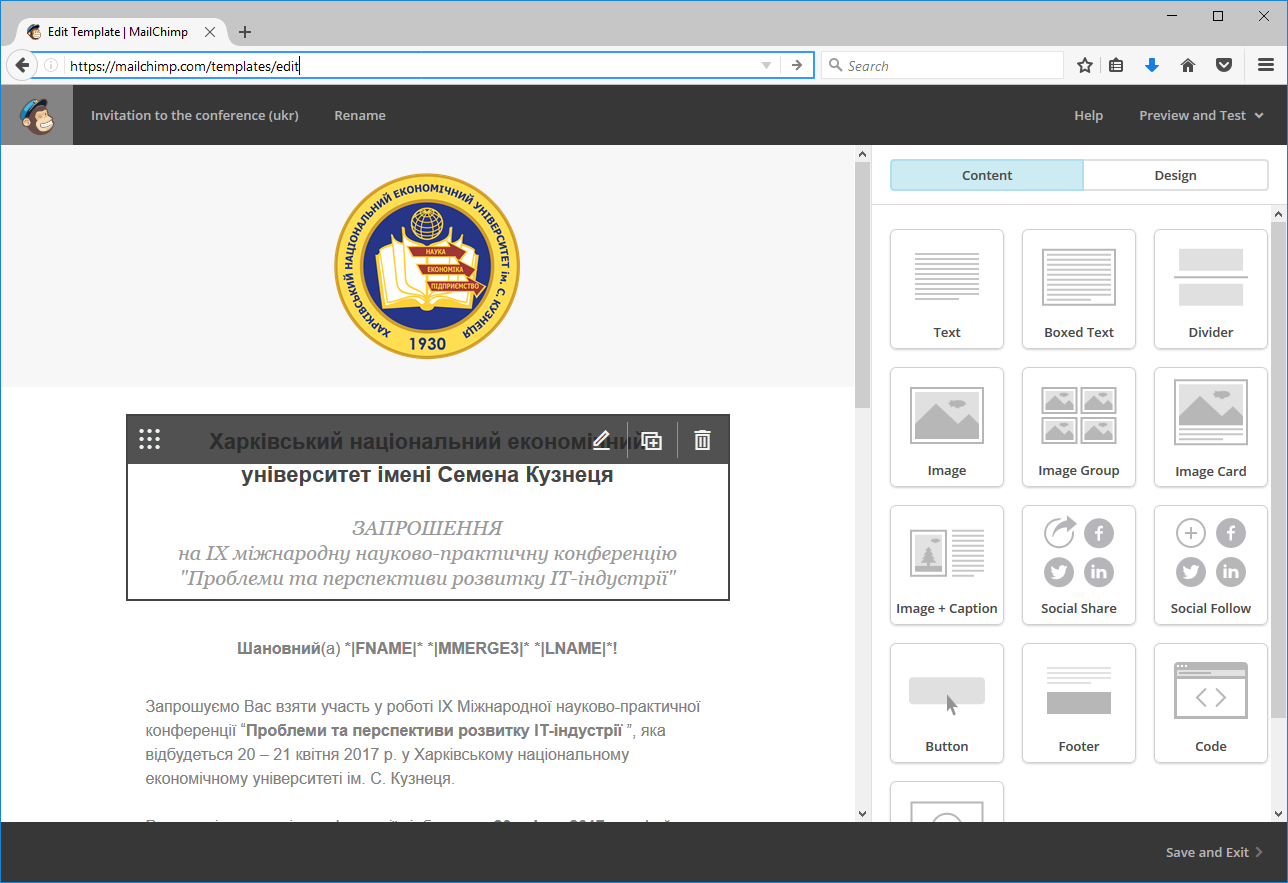 Edit Template | MailChimp
https://mailchimp.com/templates/edit
Search
Invitation to the conference (ukr)
Rename
Help
Preview and Test
ХАРКІВСЬКИЙ НАЦІОНАЛЬНИЙ ЕКОНОМІЧНИЙ УНІВЕРСИТЕТ ім. С. КУЗНЕЦЯ
НАУКА
ЕКОНОМІКА
ПІДПРИЄМСТВО
1930
Харківський національний економічний
університет імені Семена Кузнеця
ЗАПРОШЕННЯ
на IX міжнародну науково-практичну конференцію
"Проблеми та перспективи розвитку IT-індустрії"
Шановний(а) *|FNAME|* *|MMERGE3|* *|LNAME|*!
Запрошуємо Вас взяти участь у роботі IX Міжнародної науково-практичної
конференції “Проблеми та перспективи розвитку IT-індустрії ”, яка
відбудеться 20 – 21 квітня 2017 р. у Харківському національному
економічному університеті ім. С. Кузнеця.
Content
Design
Text
Boxed Text
Divider
Image
Image Group
Image Card
Image + Caption
Social Share
Social Follow
Button
Footer
Code
Save and Exit